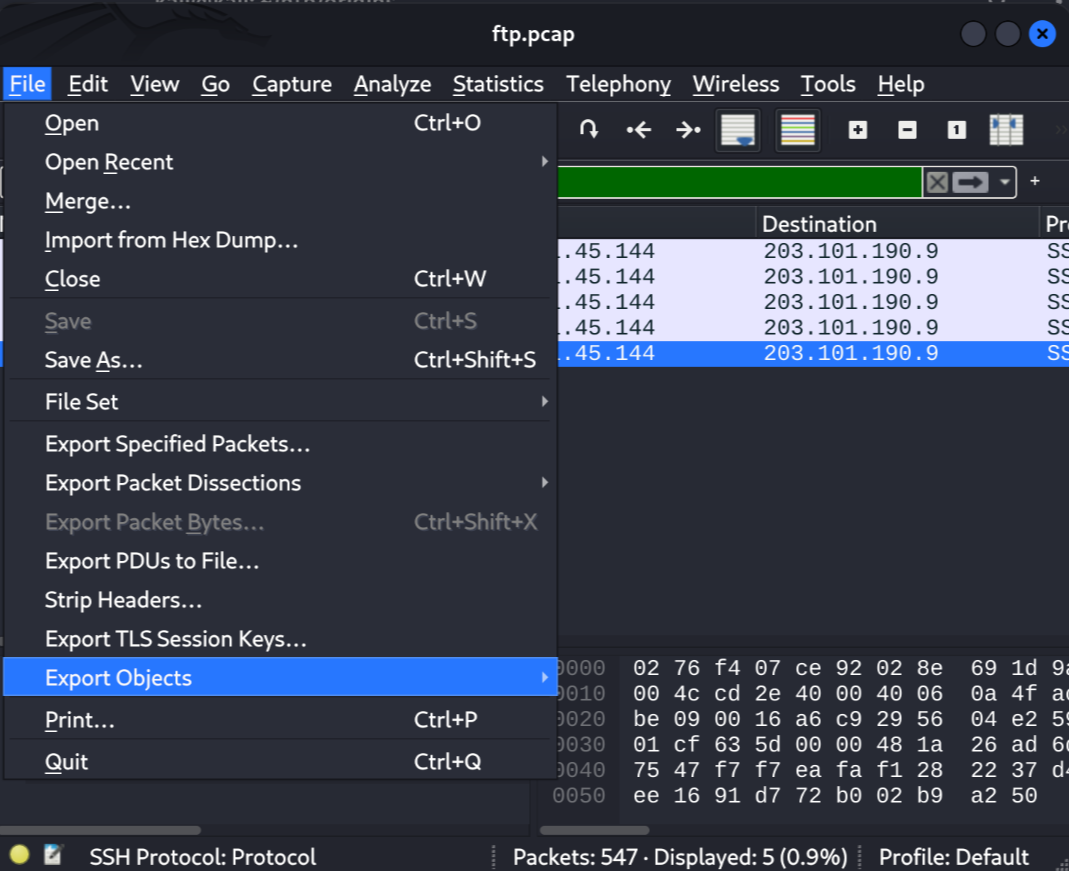 ftp.pcap
File Edit View Go Capture Analyze Statistics Telephony Wireless Tools Help
Open Ctrl+O
Open Recent
Merge...
Import from Hex Dump...
Close Ctrl+W
Save Ctrl+S
Save As... Ctrl+Shift+S
File Set
Export Specified Packets...
Export Packet Dissections
Export Packet Bytes... Ctrl+Shift+X
Export PDUs to File...
Strip Headers...
Export TLS Session Keys...
Export Objects
Print... Ctrl+P
Quit Ctrl+Q
1
+
Destination Pr
.45.144 203.101.190.9 SS
.45.144 203.101.190.9 SS
.45.144 203.101.190.9 SS
.45.144 203.101.190.9 SS
.45.144 203.101.190.9 SS
0000 02 76 f4 07 ce 92 02 8e 69 1d 9a
0010 00 4c cd 2e 40 00 40 06 0a 4f ac
0020 be 09 00 16 a6 c9 29 56 04 e2 59
0030 01 cf 63 5d 00 00 48 1a 26 ad 6
0040 75 47 f7 f7 ea fa f1 28 22 37 d4
0050 ee 16 91 d7 72 b0 02 b9 a2 50
SSH Protocol: Protocol
Packets: 547 · Displayed: 5 (0.9%)
Profile: Default